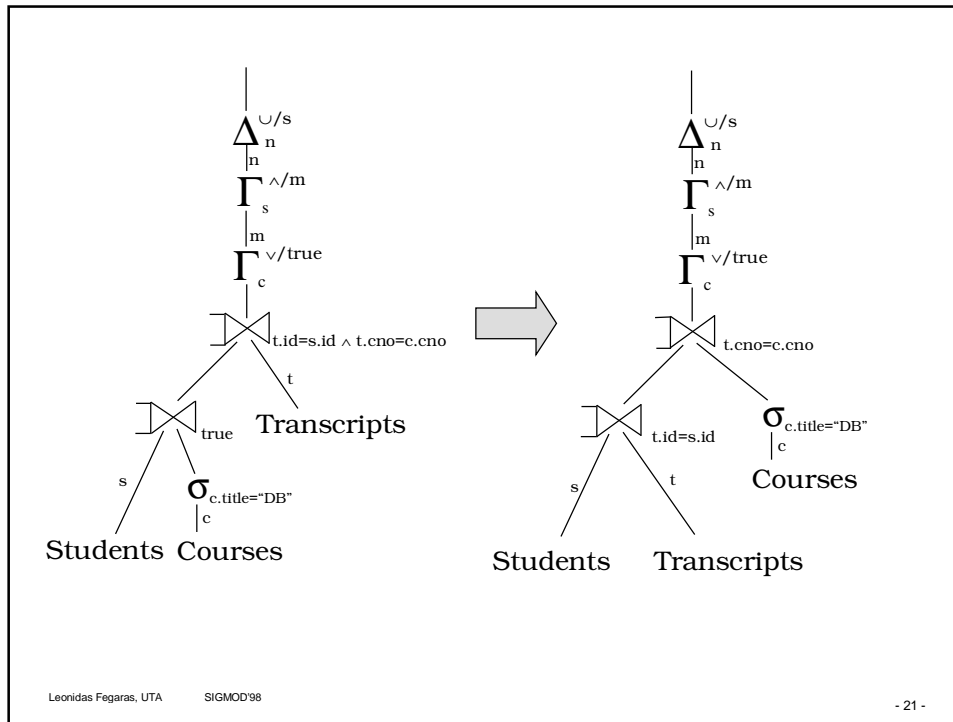 Δ ∪/s n
n
Γ ∧/m s
m
Γ ∨/true c
t.id=s.id ∧ t.cno=c.cno
t
Transcripts
true
s
σ c.title=“DB”
c
Students Courses
Δ ∪/s n
n
Γ ∧/m s
m
Γ ∨/true c
t.cno=c.cno
t.id=s.id
σ c.title=“DB”
c
Courses
s
t
Students Transcripts
Leonidas Fegaras, UTA SIGMOD'98
- 21 -